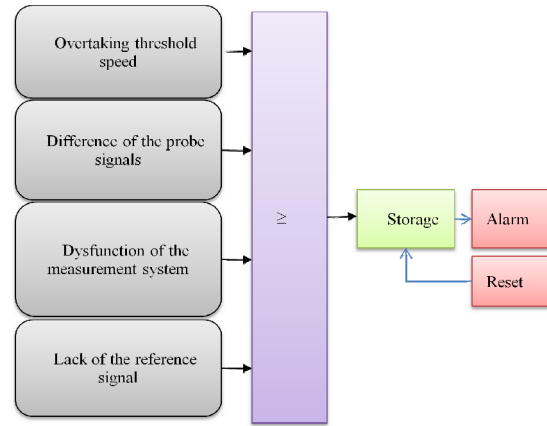 Overtaking threshold
speed
Difference of the probe
signals
Dysfunction of the
measurement system
Lack of the reference
signal
≥
Storage
Alarm
Reset